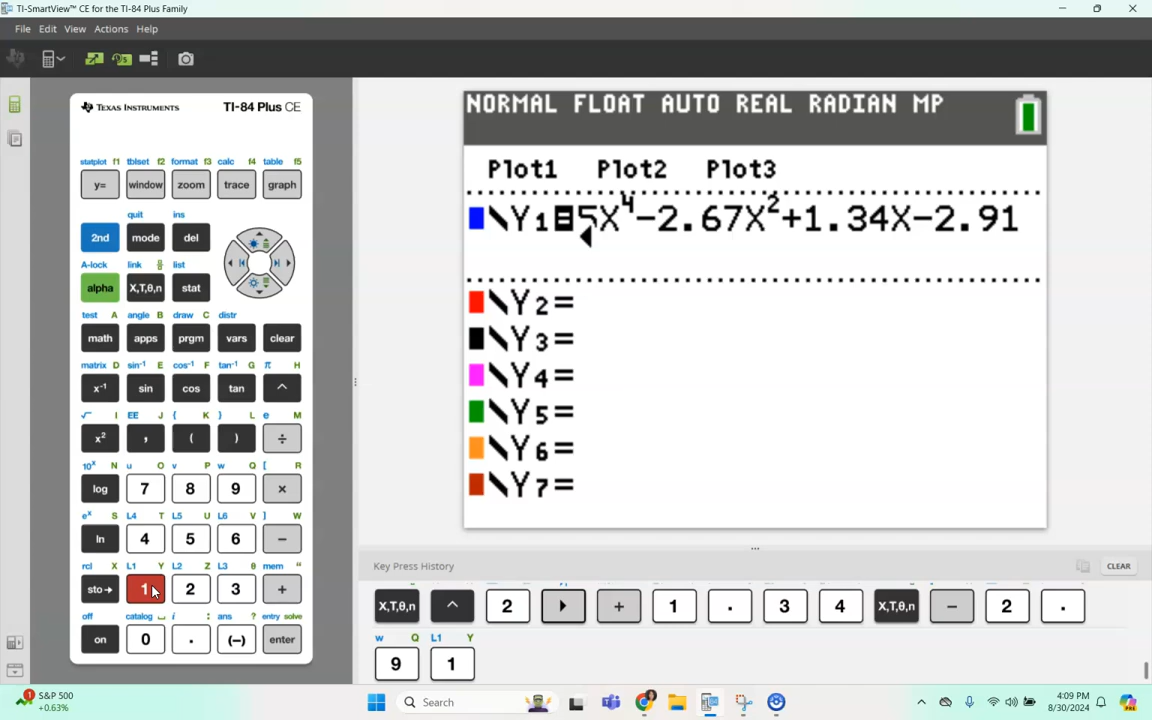 TI-SmartView™ CE for the TI-84 Plus Family
File Edit View Actions Help
TEXAS INSTRUMENTS TI-84 Plus CE
statplot f1 tblset f2 format f3 calc f4 table f5
y= window zoom trace graph
quit ins
2nd mode del
A-lock link list
alpha X,T,θ,n stat
test A angle B draw C distr
math apps prgm vars clear
matrix D sin⁻¹ E cos⁻¹ F tan⁻¹ G π H
x⁻¹ sin cos tan ^
√ I EE J { K } L e M
x² , ( ) ÷
10ˣ N u O v P w Q [ R
log 7 8 9 ×
eˣ S L4 T L5 U L6 V ] W
ln 4 5 6 −
rcl X L1 Y L2 Z L3 θ mem "
sto→ 1 2 3 +
off catalog i : ans ? entry solve
on 0 . (−) enter
NORMAL FLOAT AUTO REAL RADIAN MP
Plot1 Plot2 Plot3
\Y1=5X⁴−2.67X²+1.34X−2.91
\Y2=
\Y3=
\Y4=
\Y5=
\Y6=
\Y7=
Key Press History CLEAR
X,T,θ,n ^ 2 + 1 . 3 4 X,T,θ,n − 2 .
w Q L1 Y
9 1
S&P 500
+0.63%
Search
4:09 PM
8/30/2024